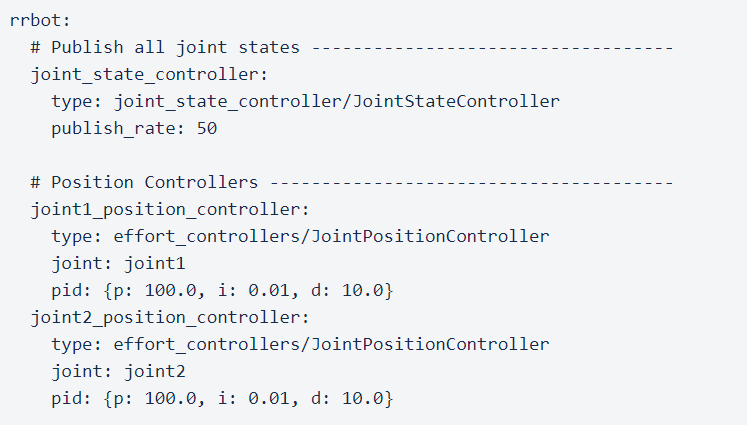 rrbot:
  # Publish all joint states -----------------------------------
  joint_state_controller:
    type: joint_state_controller/JointStateController
    publish_rate: 50

  # Position Controllers ---------------------------------------
  joint1_position_controller:
    type: effort_controllers/JointPositionController
    joint: joint1
    pid: {p: 100.0, i: 0.01, d: 10.0}
  joint2_position_controller:
    type: effort_controllers/JointPositionController
    joint: joint2
    pid: {p: 100.0, i: 0.01, d: 10.0}